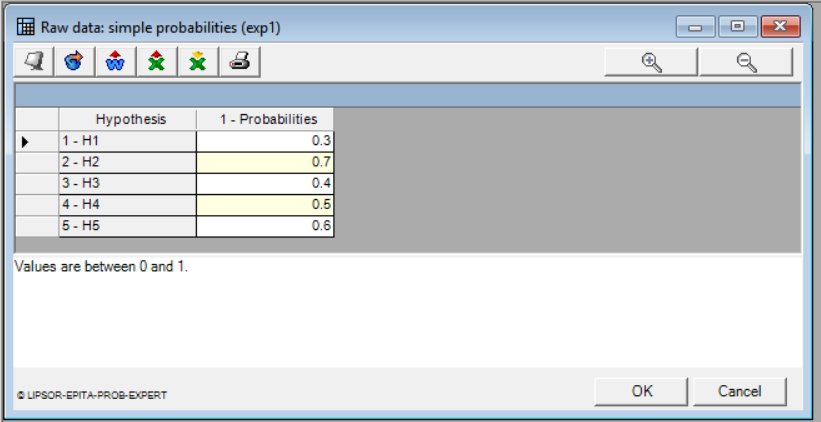 Raw data: simple probabilities (exp1)
Hypothesis 1 - Probabilities
1 - H1 0.3
2 - H2 0.7
3 - H3 0.4
4 - H4 0.5
5 - H5 0.6
Values are between 0 and 1.
© LIPSOR-EPITA-PROB-EXPERT
OK Cancel